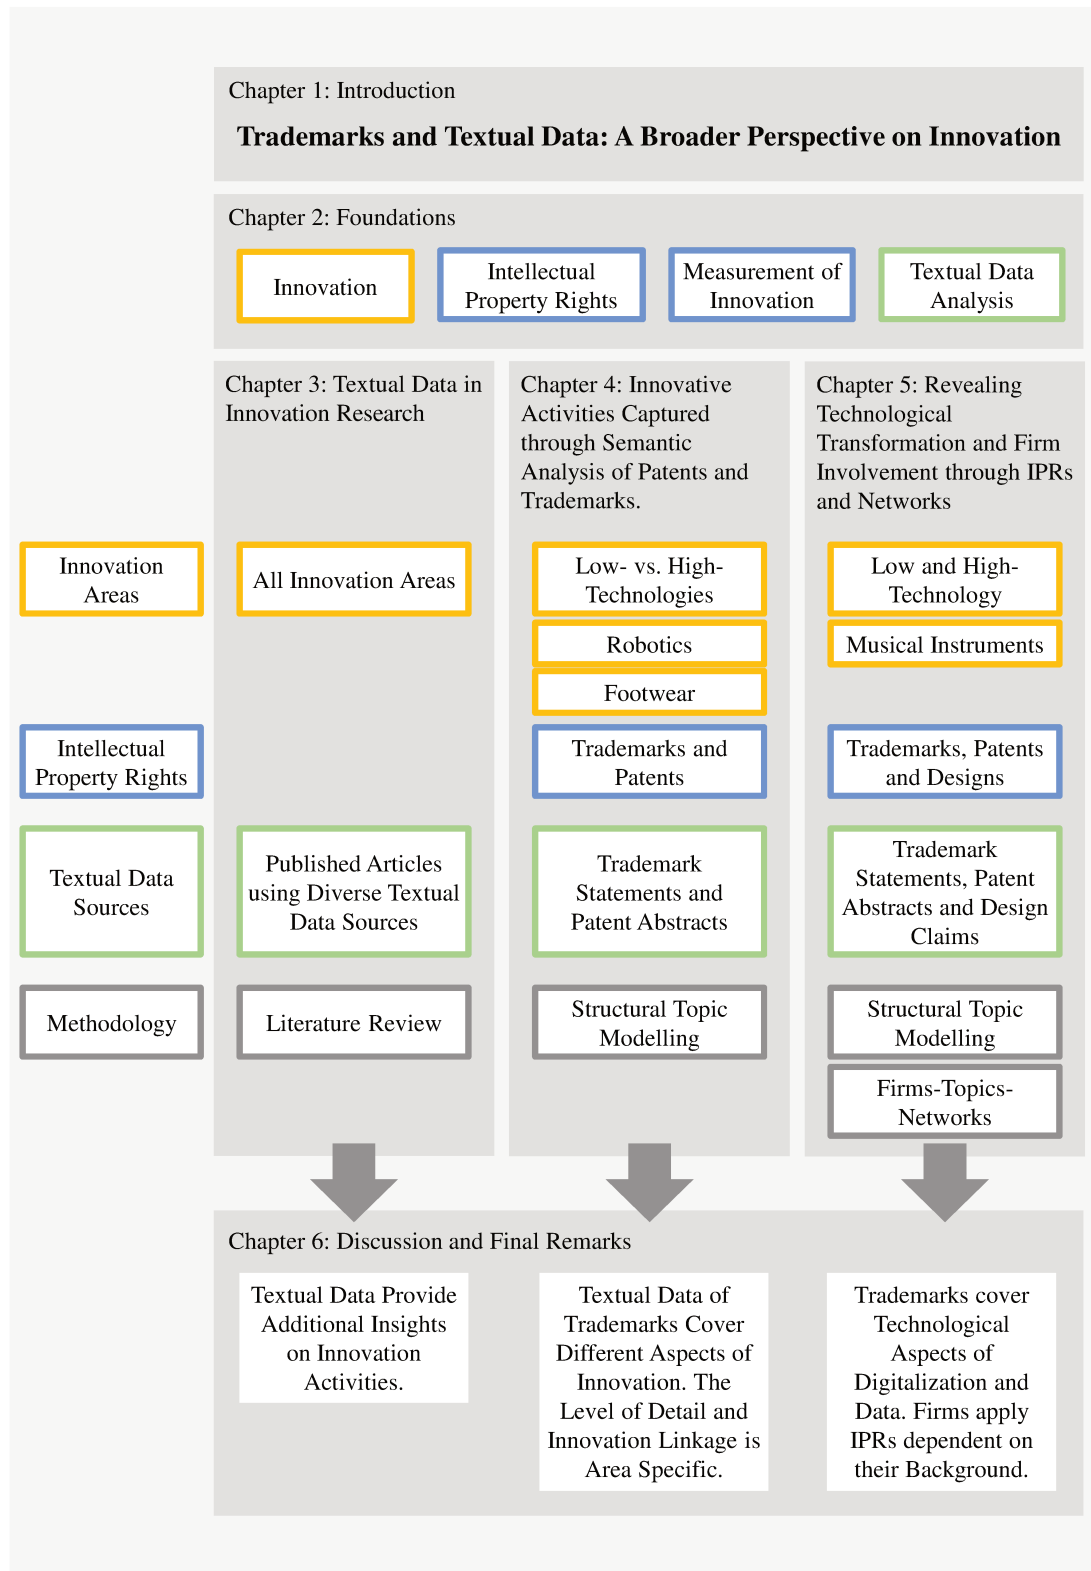 Chapter 1: Introduction
Trademarks and Textual Data: A Broader Perspective on Innovation
Chapter 2: Foundations
Innovation
Intellectual
Property Rights
Measurement of
Innovation
Textual Data
Analysis
Chapter 3: Textual Data in
Innovation Research
Chapter 4: Innovative
Activities Captured
through Semantic
Analysis of Patents and
Trademarks.
Chapter 5: Revealing
Technological
Transformation and Firm
Involvement through IPRs
and Networks
Innovation
Areas
All Innovation Areas
Low- vs. High-
Technologies
Robotics
Footwear
Low and High-
Technology
Musical Instruments
Intellectual
Property Rights
Trademarks and
Patents
Trademarks, Patents
and Designs
Textual Data
Sources
Published Articles
using Diverse Textual
Data Sources
Trademark
Statements and
Patent Abstracts
Trademark
Statements, Patent
Abstracts and Design
Claims
Methodology
Literature Review
Structural Topic
Modelling
Structural Topic
Modelling
Firms-Topics-
Networks
Chapter 6: Discussion and Final Remarks
Textual Data Provide
Additional Insights
on Innovation
Activities.
Textual Data of
Trademarks Cover
Different Aspects of
Innovation. The
Level of Detail and
Innovation Linkage is
Area Specific.
Trademarks cover
Technological
Aspects of
Digitalization and
Data. Firms apply
IPRs dependent on
their Background.